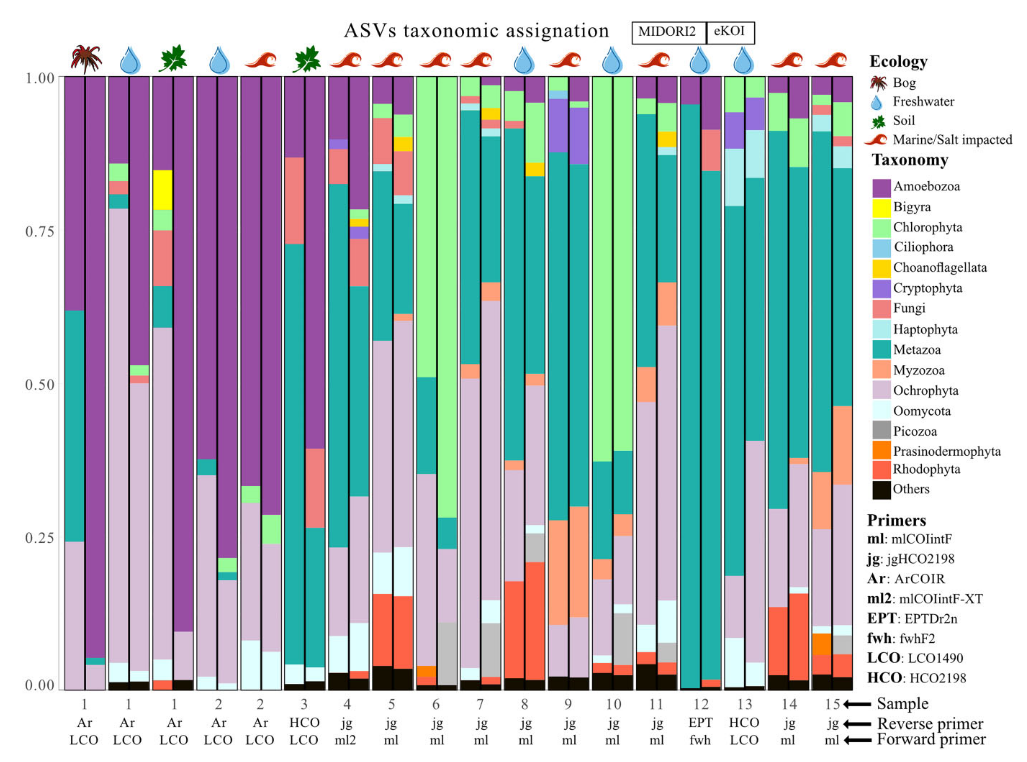 ASVs taxonomic assignation MIDORI2 eKOI
1.00
0.75
0.50
0.25
0.00
1 1 1 2 2 3 4 5 6 7 8 9 10 11 12 13 14 15 Sample
Ar Ar Ar Ar Ar HCO jg jg jg jg jg jg jg jg EPT HCO jg jg Reverse primer
LCO LCO LCO LCO LCO LCO ml2 ml ml ml ml ml ml ml fwh LCO ml ml Forward primer
Ecology
Bog
Freshwater
Soil
Marine/Salt impacted
Taxonomy
Amoebozoa
Bigyra
Chlorophyta
Ciliophora
Choanoflagellata
Cryptophyta
Fungi
Haptophyta
Metazoa
Myzozoa
Ochrophyta
Oomycota
Picozoa
Prasinodermophyta
Rhodophyta
Others
Primers
ml: mlCOIintF
jg: jgHCO2198
Ar: ArCOIR
ml2: mlCOIintF-XT
EPT: EPTDr2n
fwh: fwhF2
LCO: LCO1490
HCO: HCO2198